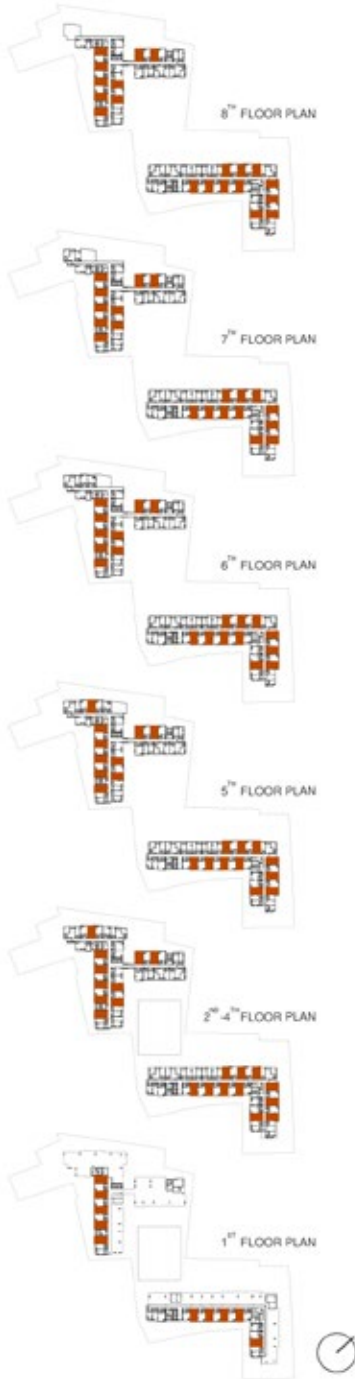 8TH FLOOR PLAN
7TH FLOOR PLAN
6TH FLOOR PLAN
5TH FLOOR PLAN
2ND-4TH FLOOR PLAN
1ST FLOOR PLAN